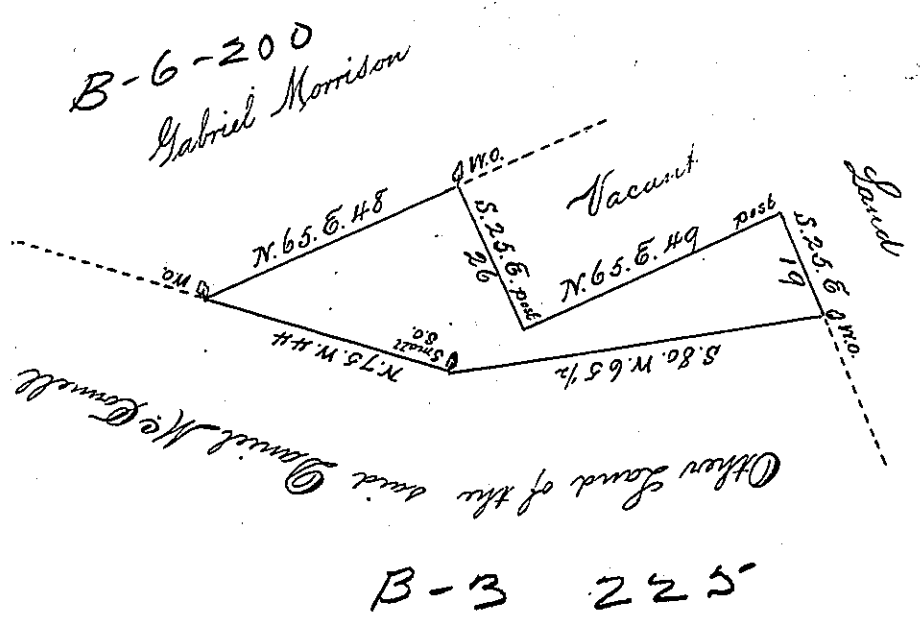 B-6-200
Gabriel Morrison
W.O.
Vacant
Land
N.65.E.48
S.25.E.
26
post
N.65.E.49
post
S.25.E
19
W.O.
W.O.
N.75.W.44
Small
S.O.
S.80.W.65½
Other Land of the said Daniel McConnell
B-3 225